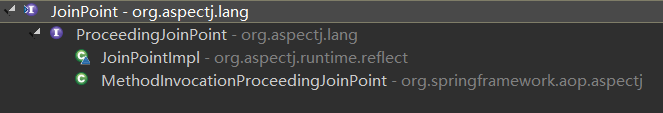 JoinPoint - org.aspectj.lang
ProceedingJoinPoint - org.aspectj.lang
JoinPointImpl - org.aspectj.runtime.reflect
MethodInvocationProceedingJoinPoint - org.springframework.aop.aspectj